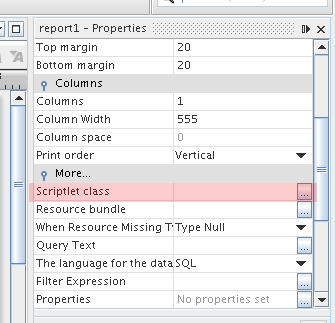 report1 - Properties
Top margin 20
Bottom margin 20
Columns
Columns 1
Column Width 555
Column space 0
Print order Vertical
More...
Scriptlet class ...
Resource bundle ...
When Resource Missing T Type Null
Query Text ...
The language for the data SQL
Filter Expression ...
Properties No properties set ...